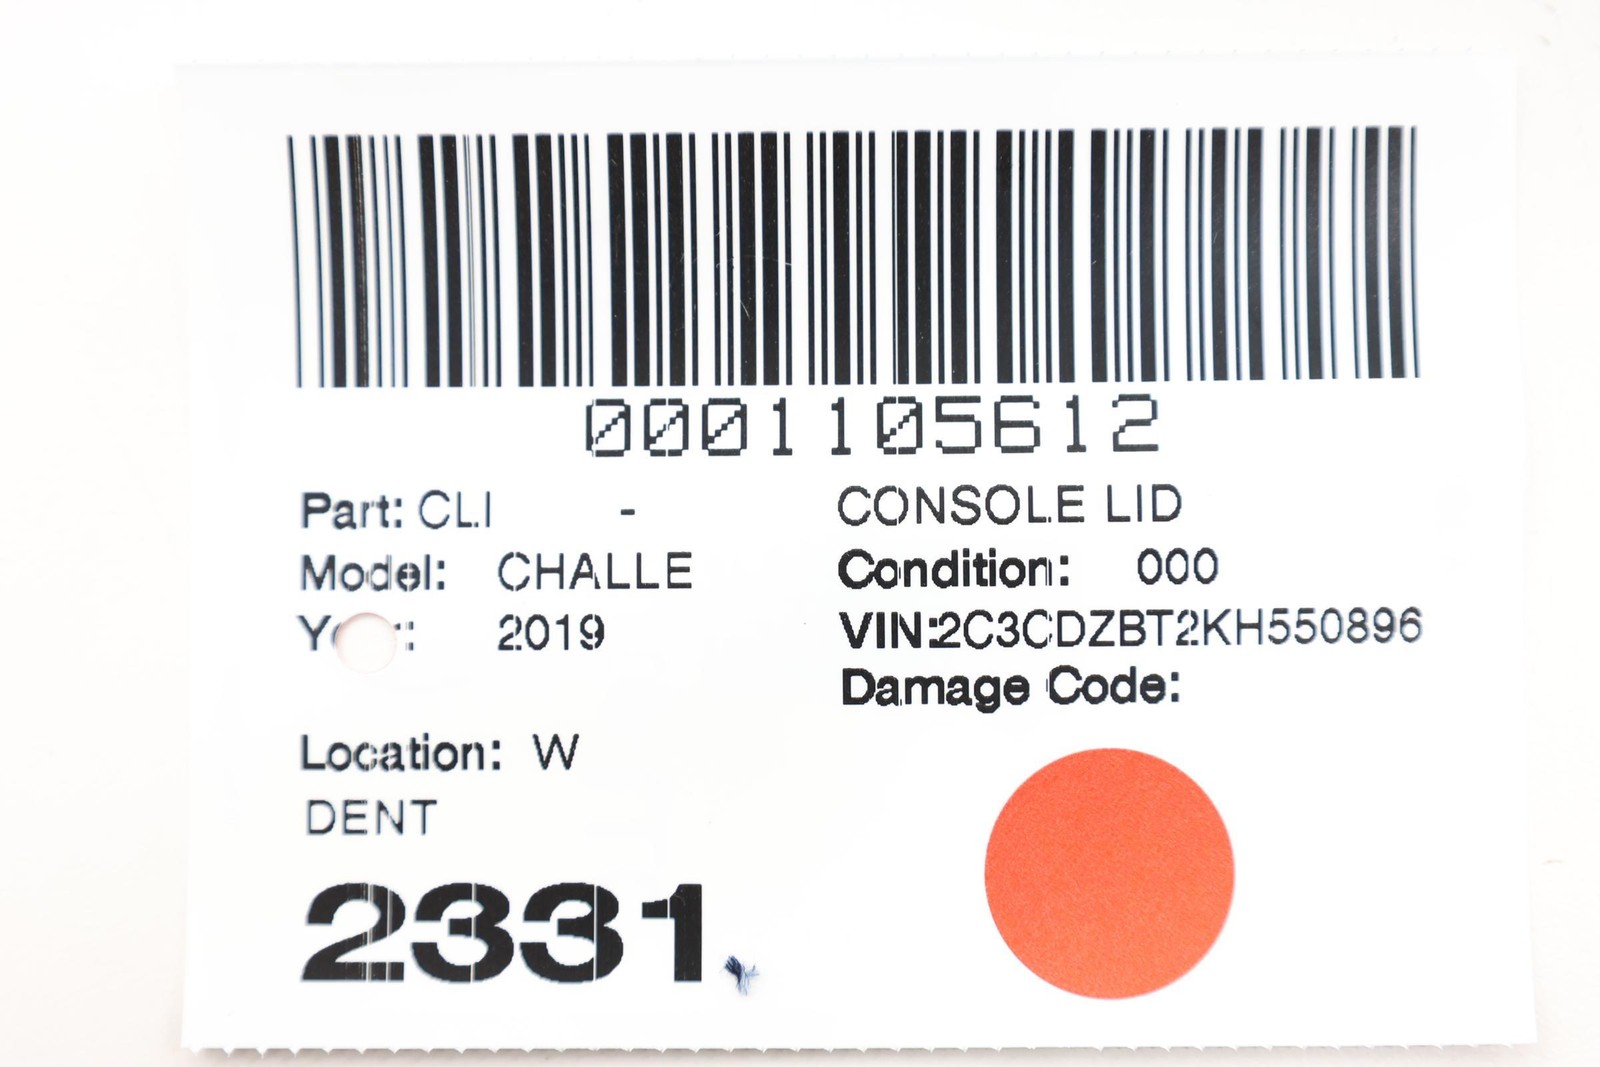 0001105612
Part: CLI - CONSOLE LID
Model: CHALLE Condition: 000
2019 VIN:2C3CDZBT2KH550896
Damage Code:
Location: W
DENT
2331